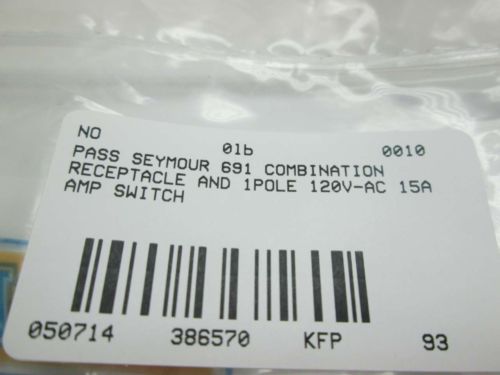 NO 01b 0010
PASS SEYMOUR 691 COMBINATION
RECEPTACLE AND 1POLE 120V-AC 15A
AMP SWITCH
050714 386570 KFP 93